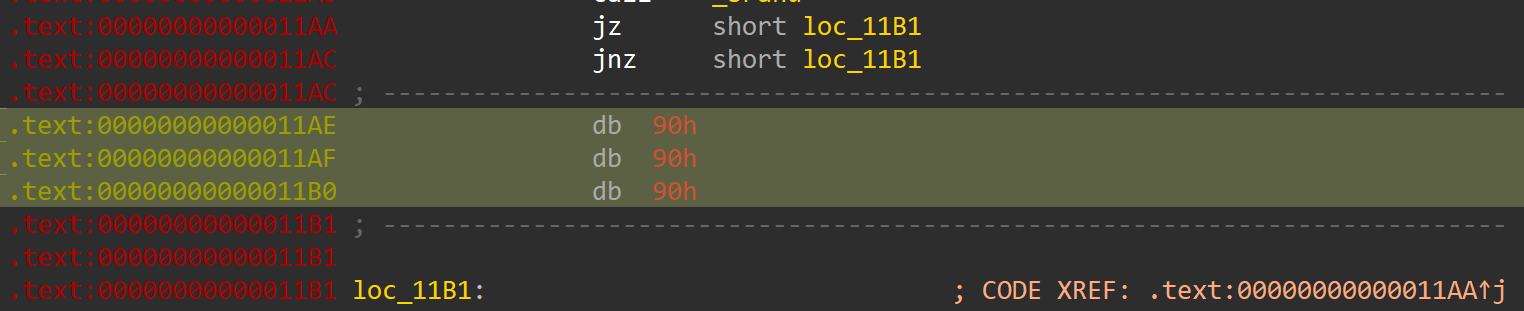 .text:00000000000011AA jz short loc_11B1
.text:00000000000011AC jnz short loc_11B1
.text:00000000000011AC ; ---------------------------------------------------------------------------
.text:00000000000011AE db 90h
.text:00000000000011AF db 90h
.text:00000000000011B0 db 90h
.text:00000000000011B1 ; ---------------------------------------------------------------------------
.text:00000000000011B1
.text:00000000000011B1 loc_11B1: ; CODE XREF: .text:00000000000011AA↑j